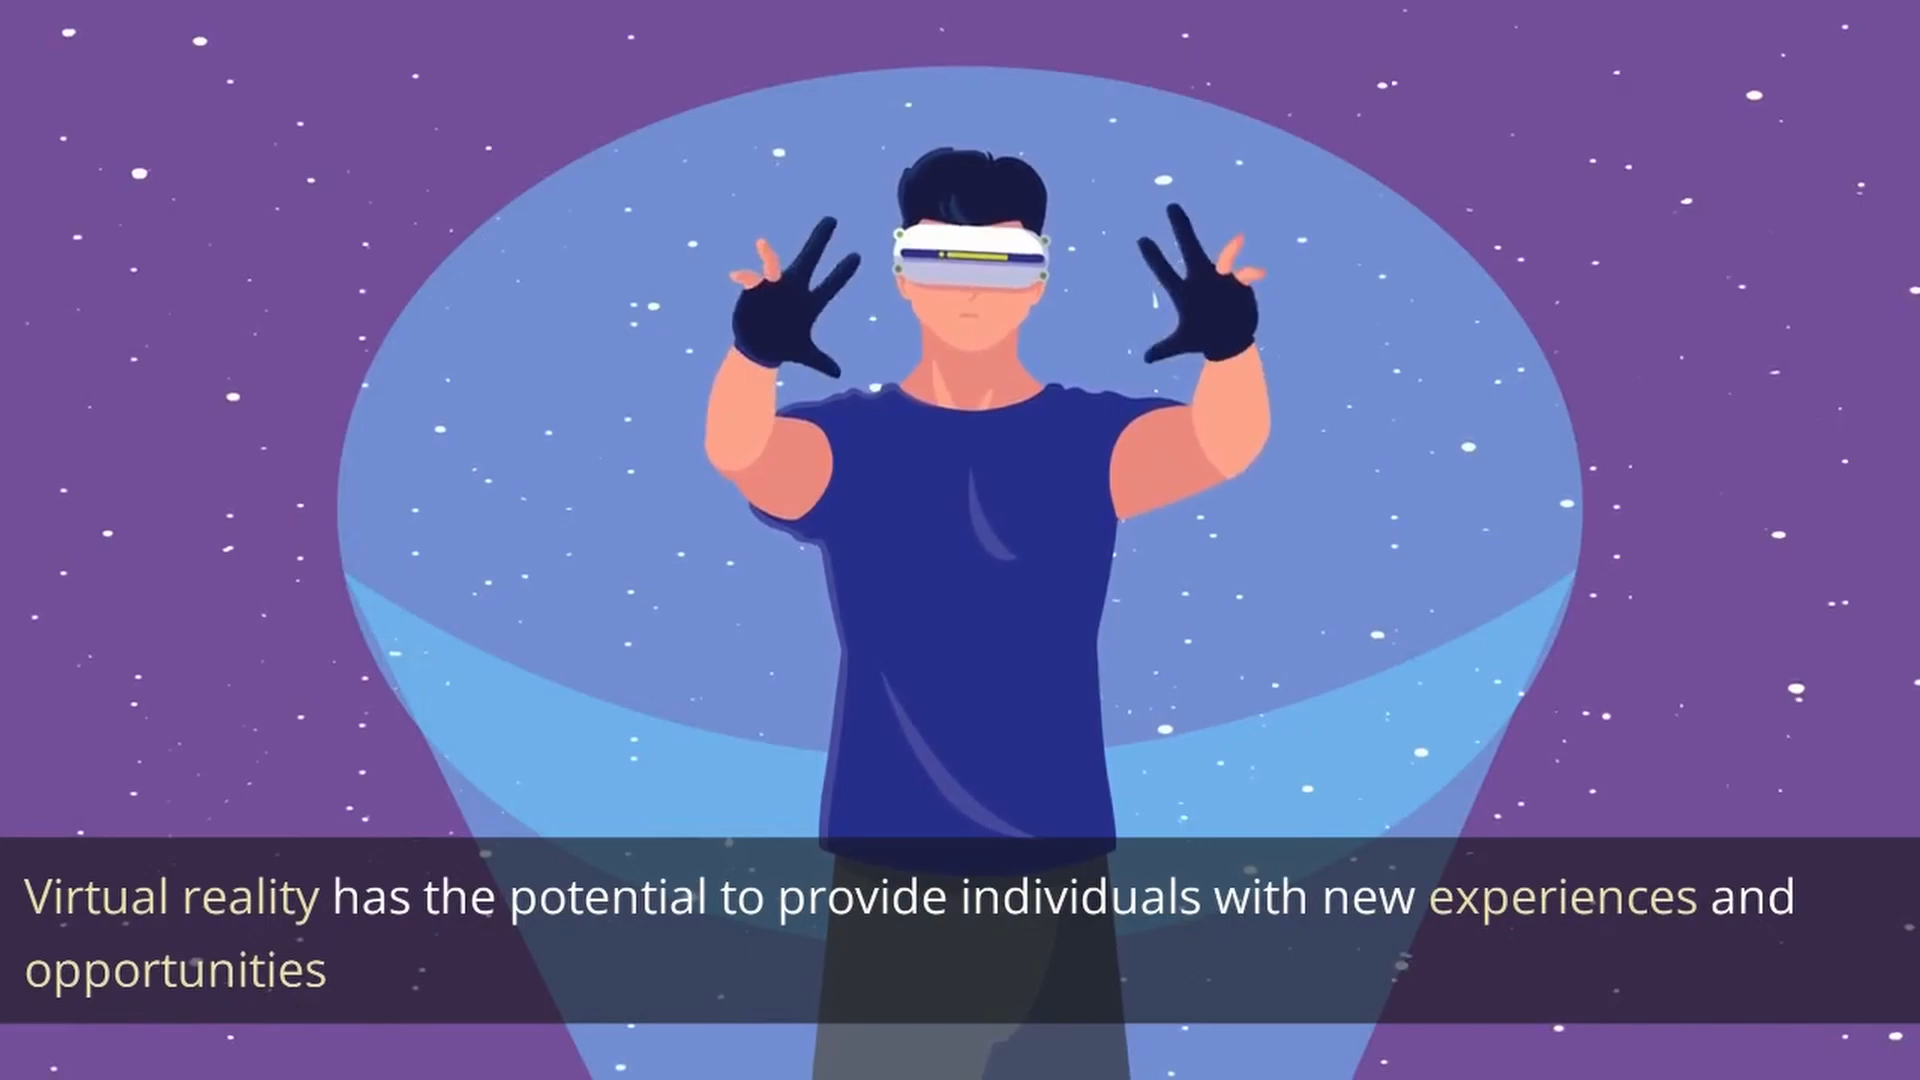 Virtual reality has the potential to provide individuals with new experiences and
opportunities